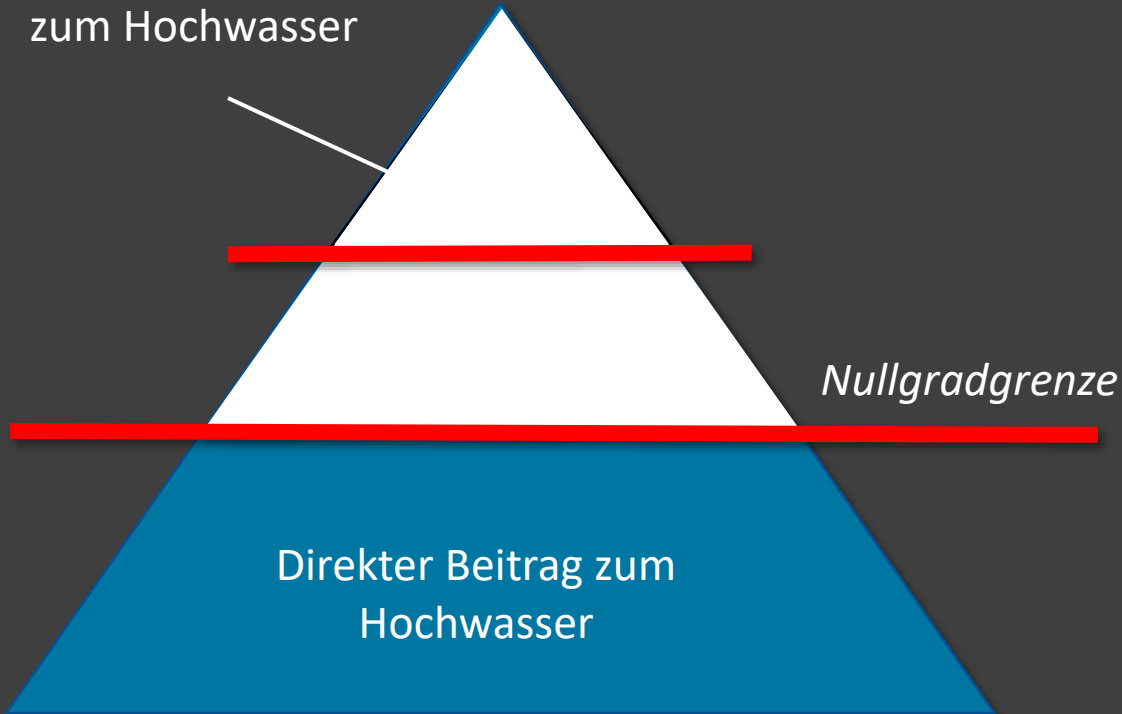 zum Hochwasser
Nullgradgrenze
Direkter Beitrag zum
Hochwasser